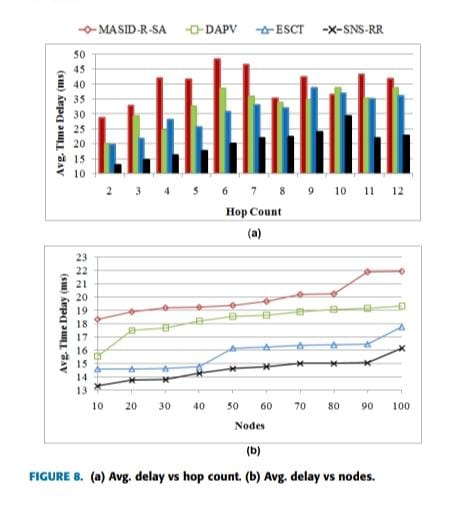 MASID-R-SA DAPV ESCT SNS-RR
50
45
40
35
30
25
20
15
10
Avg. Time Delay (ms)
2 3 4 5 6 7 8 9 10 11 12
Hop Count
(a)
23
22
21
20
19
18
17
16
15
14
13
Avg. Time Delay (ms)
10 20 30 40 50 60 70 80 90 100
Nodes
(b)
FIGURE 8. (a) Avg. delay vs hop count. (b) Avg. delay vs nodes.